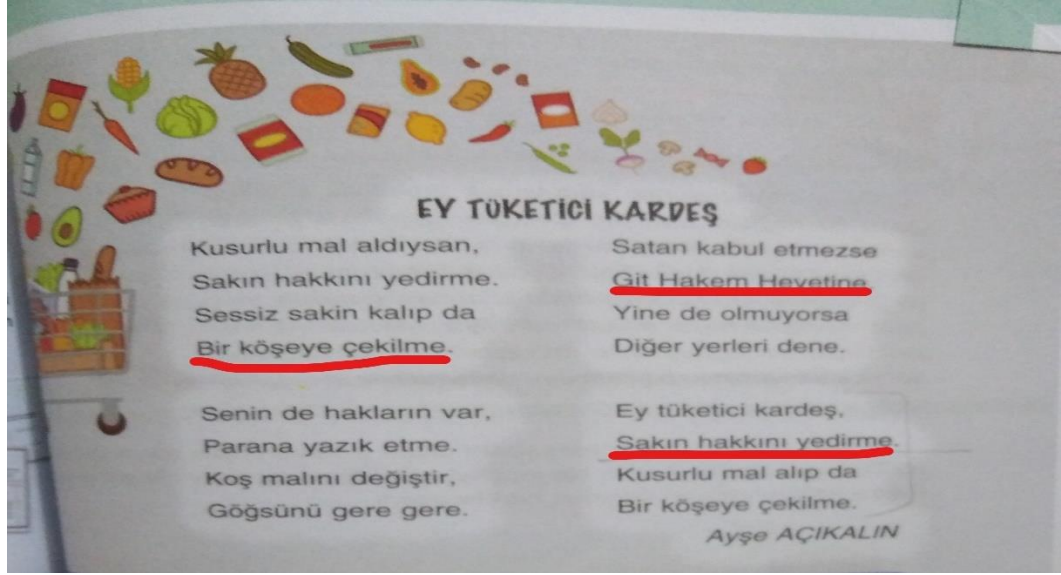 EY TÜKETİCİ KARDEŞ
Kusurlu mal aldıysan,
Sakın hakkını yedirme.
Sessiz sakin kalıp da
Bir köşeye çekilme.
Senin de hakların var,
Parana yazık etme.
Koş malını değiştir,
Göğsünü gere gere.
Satan kabul etmezse
Git Hakem Heyetine
Yine de olmuyorsa
Diğer yerleri dene.
Ey tüketici kardeş,
Sakın hakkını yedirme.
Kusurlu mal alıp da
Bir köşeye çekilme.
Ayşe AÇIKALIN